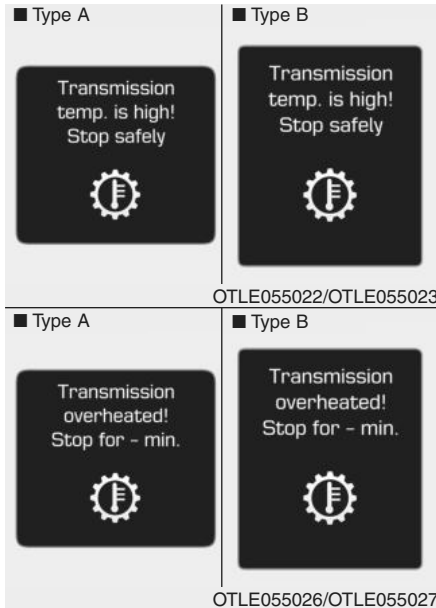 ■ Type A
■ Type B
Transmission
temp. is high!
Stop safely
Transmission
temp. is high!
Stop safely
OTLE055022/OTLE055023
■ Type A
■ Type B
Transmission
overheated!
Stop for - min.
Transmission
overheated!
Stop for - min.
OTLE055026/OTLE055027